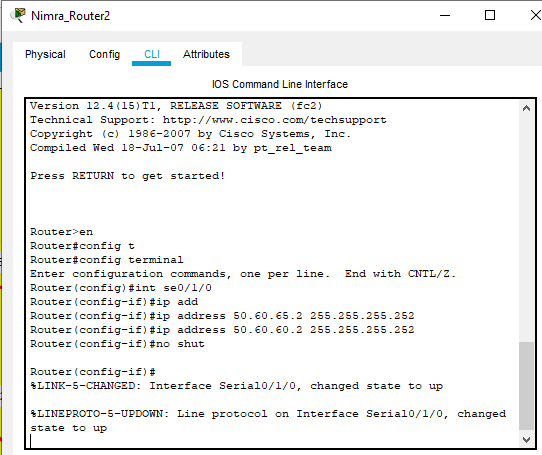 Nimra_Router2
Physical Config CLI Attributes
IOS Command Line Interface
Version 12.4(15)T1, RELEASE SOFTWARE (fc2)
Technical Support: http://www.cisco.com/techsupport
Copyright (c) 1986-2007 by Cisco Systems, Inc.
Compiled Wed 18-Jul-07 06:21 by pt_rel_team
Press RETURN to get started!
Router>en
Router#config t
Router#config terminal
Enter configuration commands, one per line.  End with CNTL/Z.
Router(config)#int se0/1/0
Router(config-if)#ip add
Router(config-if)#ip address 50.60.65.2 255.255.255.252
Router(config-if)#ip address 50.60.60.2 255.255.255.252
Router(config-if)#no shut
Router(config-if)#
%LINK-5-CHANGED: Interface Serial0/1/0, changed state to up
%LINEPROTO-5-UPDOWN: Line protocol on Interface Serial0/1/0, changed
state to up